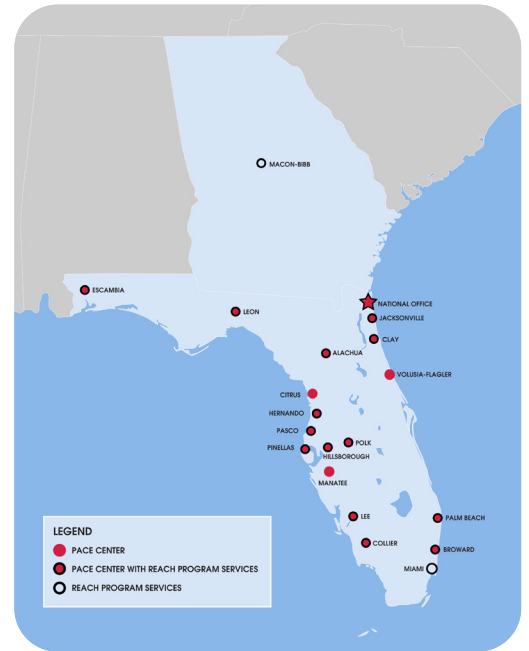 MACON-BIBB
ESCAMBIA
LEON
NATIONAL OFFICE
JACKSONVILLE
CLAY
ALACHUA
VOLUSIA-FLAGLER
CITRUS
HERNANDO
PASCO
POLK
PINELLAS
HILLSBOROUGH
MANATEE
LEE
PALM BEACH
COLLIER
BROWARD
MIAMI
LEGEND
PACE CENTER
PACE CENTER WITH REACH PROGRAM SERVICES
REACH PROGRAM SERVICES